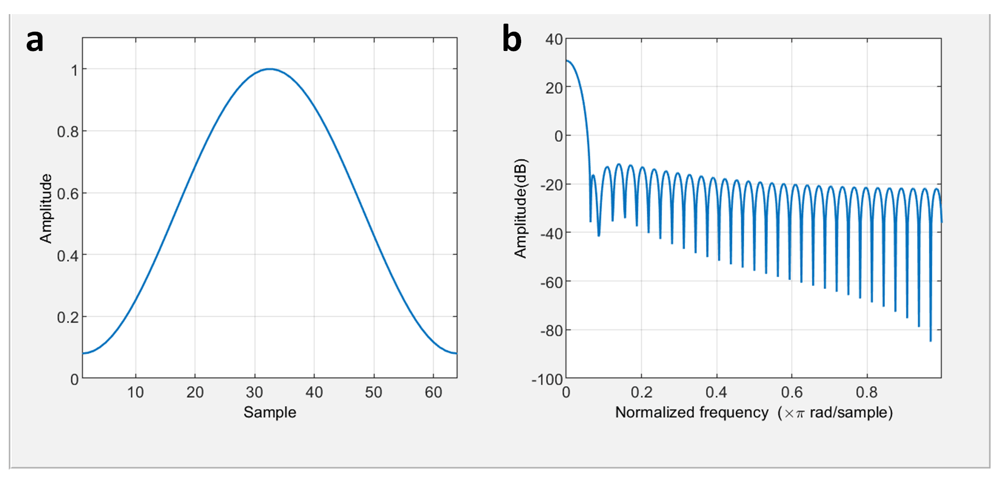 a
1
0.8
0.6
0.4
0.2
0
Amplitude
10 20 30 40 50 60
Sample
b
40
20
0
-20
-40
-60
-80
-100
Amplitude(dB)
0 0.2 0.4 0.6 0.8
Normalized frequency (×π rad/sample)